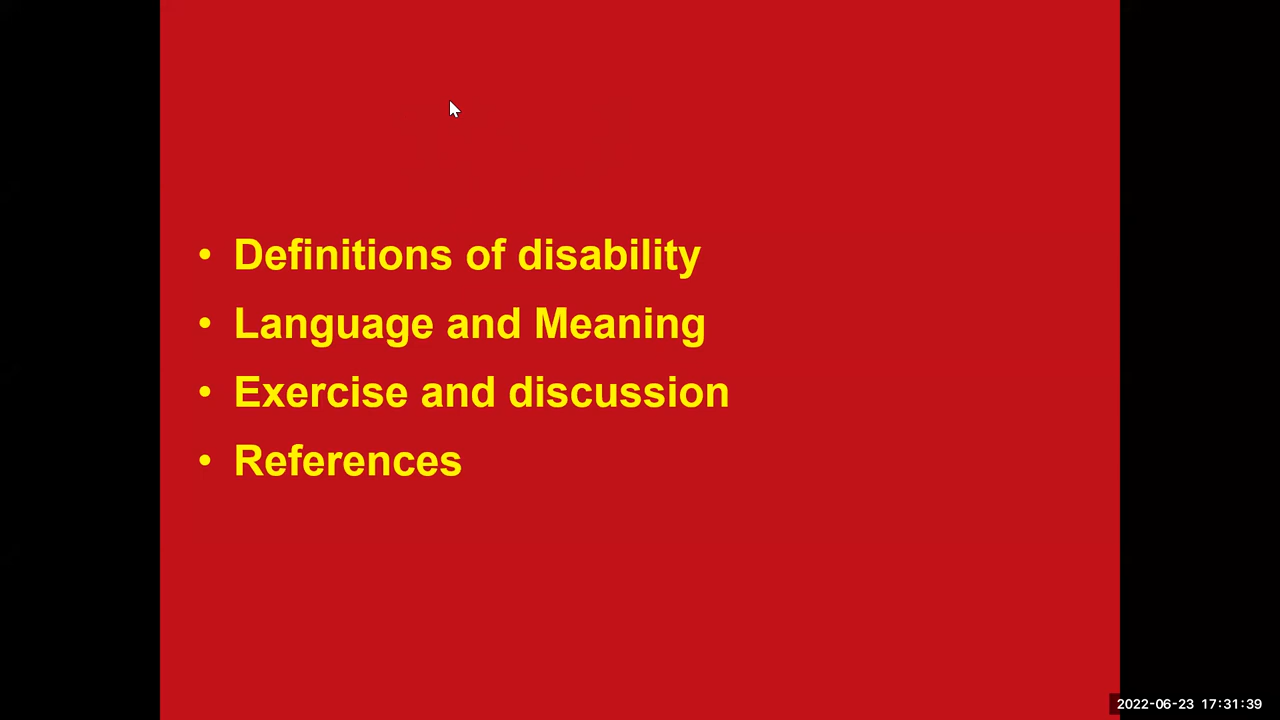 • Definitions of disability
• Language and Meaning
• Exercise and discussion
• References
2022-06-23 17:31:39